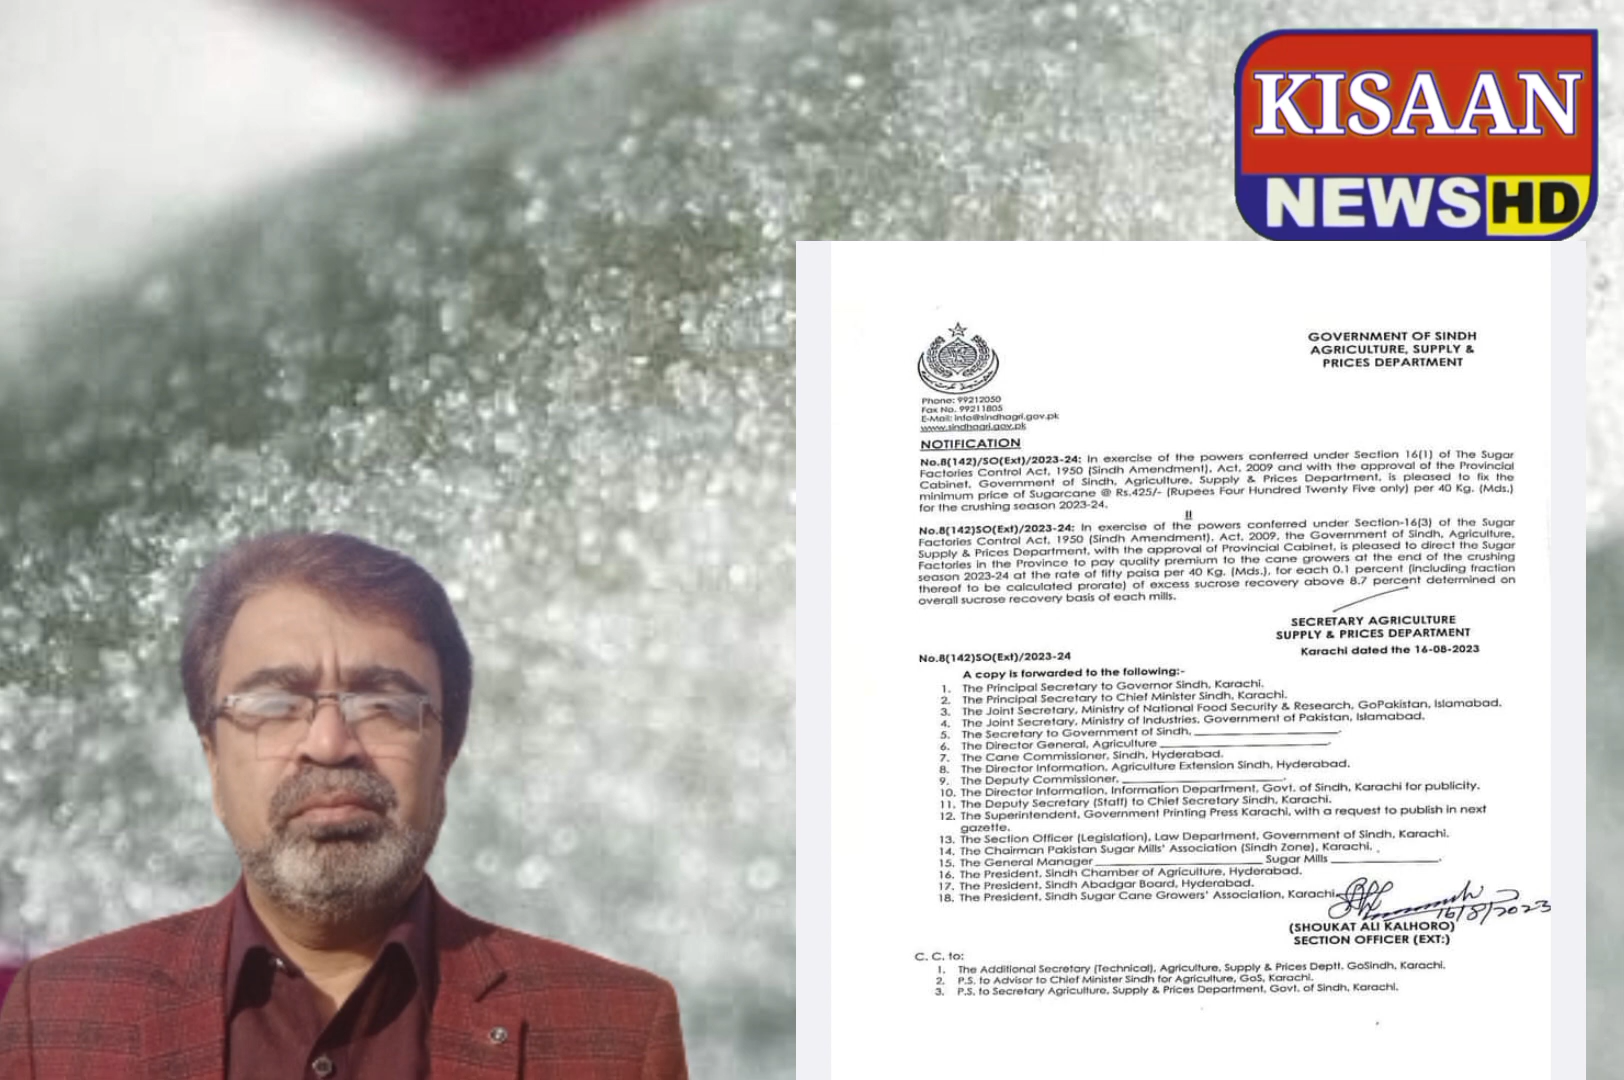 KISAAN
NEWS HD
GOVERNMENT OF SINDH
AGRICULTURE, SUPPLY &
PRICES DEPARTMENT
Phone: 99212050
Fax No. 99211805
E-Mail: info@sindhagri.gov.pk
www.sindhagri.gov.pk
NOTIFICATION
No.8(142)/SO(Ext)/2023-24: In exercise of the powers conferred under Section 16(1) of The Sugar
Factories Control Act, 1950 (Sindh Amendment), Act, 2009 and with the approval of the Provincial
Cabinet, Government of Sindh, Agriculture, Supply & Prices Department, is pleased to fix the
minimum price of Sugarcane @ Rs.425/- (Rupees Four Hundred Twenty Five only) per 40 Kg. (Mds.)
for the crushing season 2023-24.
II
No.8(142)SO(Ext)/2023-24: In exercise of the powers conferred under Section-16(3) of the Sugar
Factories Control Act, 1950 (Sindh Amendment), Act, 2009, the Government of Sindh, Agriculture,
Supply & Prices Department, with the approval of Provincial Cabinet, is pleased to direct the Sugar
Factories in the Province to pay quality premium to the cane growers at the end of the crushing
season 2023-24 at the rate of fifty paisa per 40 Kg. (Mds.), for each 0.1 percent (including fraction
thereof to be calculated prorate) of excess sucrose recovery above 8.7 percent determined on
overall sucrose recovery basis of each mills.
SECRETARY AGRICULTURE
SUPPLY & PRICES DEPARTMENT
Karachi dated the 16-08-2023
No.8(142)SO(Ext)/2023-24
A copy is forwarded to the following:-
1. The Principal Secretary to Governor Sindh, Karachi.
2. The Principal Secretary to Chief Minister Sindh, Karachi.
3. The Joint Secretary, Ministry of National Food Security & Research, GoPakistan, Islamabad.
4. The Joint Secretary, Ministry of Industries, Government of Pakistan, Islamabad.
5. The Secretary to Government of Sindh, ____________.
6. The Director General, Agriculture ____________.
7. The Cane Commissioner, Sindh, Hyderabad.
8. The Director Information, Agriculture Extension Sindh, Hyderabad.
9. The Deputy Commissioner, ____________.
10. The Director Information, Information Department, Govt. of Sindh, Karachi for publicity.
11. The Deputy Secretary (Staff) to Chief Secretary Sindh, Karachi.
12. The Superintendent, Government Printing Press Karachi, with a request to publish in next
gazette.
13. The Section Officer (Legislation), Law Department, Government of Sindh, Karachi.
14. The Chairman Pakistan Sugar Mills' Association (Sindh Zone), Karachi.
15. The General Manager ____________ Sugar Mills ____________.
16. The President, Sindh Chamber of Agriculture, Hyderabad.
17. The President, Sindh Abadgar Board, Hyderabad.
18. The President, Sindh Sugar Cane Growers' Association, Karachi.
16/8/2023
(SHOUKAT ALI KALHORO)
SECTION OFFICER (EXT:)
C. C. to:
1. The Additional Secretary (Technical), Agriculture, Supply & Prices Deptt. GoSindh, Karachi.
2. P.S. to Advisor to Chief Minister Sindh for Agriculture, GoS, Karachi.
3. P.S. to Secretary Agriculture, Supply & Prices Department, Govt. of Sindh, Karachi.